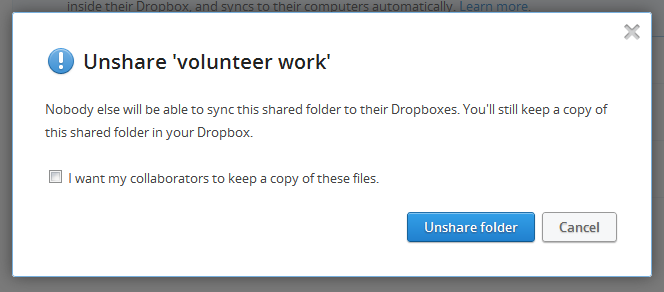 inside their Dropbox, and syncs to their computers automatically. Learn more.
Unshare 'volunteer work'
Nobody else will be able to sync this shared folder to their Dropboxes. You'll still keep a copy of
this shared folder in your Dropbox.
I want my collaborators to keep a copy of these files.
Unshare folder Cancel